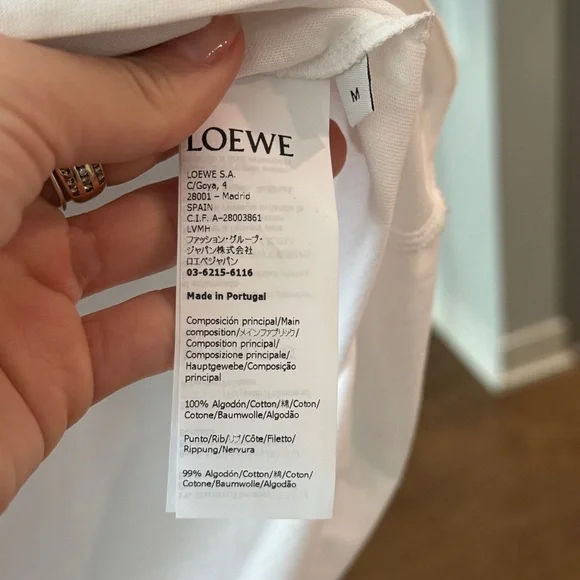 M
LOEWE
LOEWE S.A.
C/Goya, 4
28001 – Madrid
SPAIN
C.I.F. A–28003861
LVMH
ファッション・グループ・
ジャパン株式会社
ロエベジャパン
03-6215-6116
Made in Portugal
Composición principal/Main
composition/メインファブリック/
Composition principal/
Composizione principale/
Hauptgewebe/Composição
principal
100% Algodón/Cotton/綿/Coton/
Cotone/Baumwolle/Algodão
Punto/Rib/リブ/Côte/Filetto/
Rippung/Nervura
99% Algodón/Cotton/綿/Coton/
Cotone/Baumwolle/Algodão